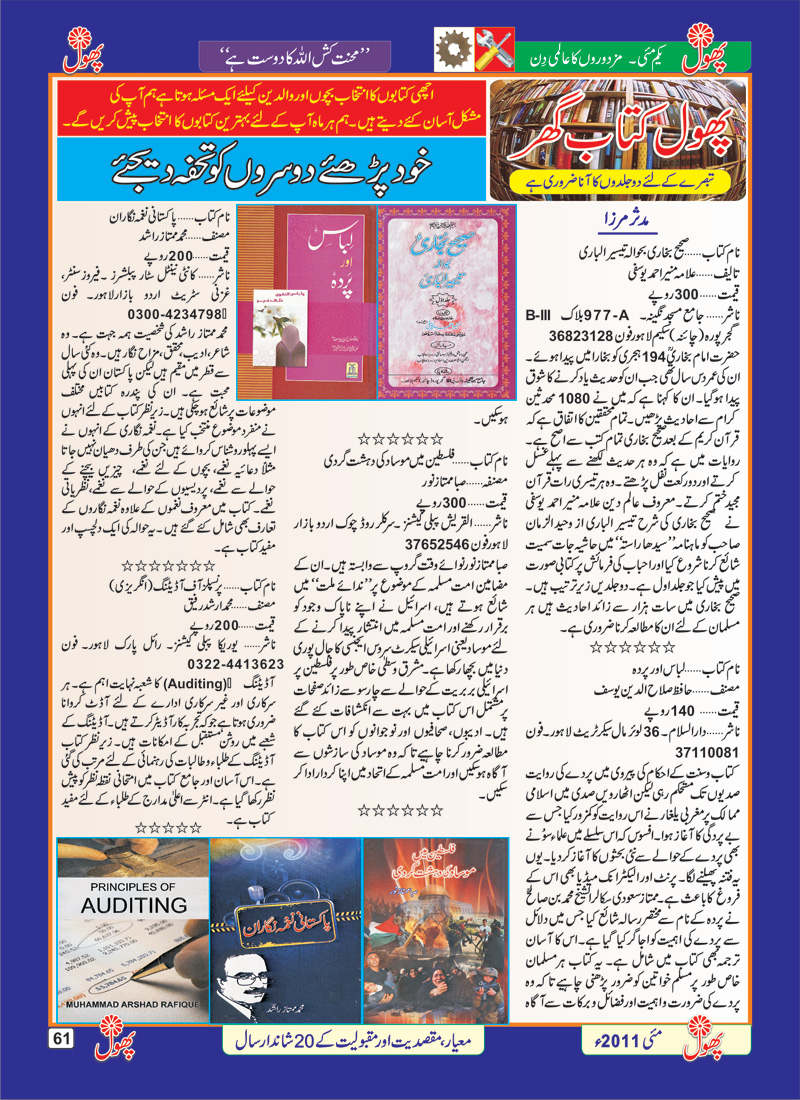 پھول
یکم مئی۔ مزدوروں کا عالمی دِن
’’محنت کش اللہ کا دوست ہے‘‘
پھول
پھول کتاب گھر
تبصرے کے لئے دو جلدوں کا آنا ضروری ہے
اچھی کتابوں کا انتخاب بچوں اور والدین کیلئے ایک مسئلہ ہوتا ہے ہم آپ کی
مشکل آسان کئے دیتے ہیں۔ ہم ہر ماہ آپ کے لئے بہترین کتابوں کا انتخاب پیش کریں گے۔
خود پڑھئے دوسروں کو تحفہ دیجئے
مدثر مرزا
نام کتاب......صحیح بخاری بحوالہ تیسیر الباری
تالیف......علامہ منیر احمد یوسفی
قیمت......300روپے
ناشر...... جامع مسجد نگینہ۔ 977-A بلاک B-III
گجر پورہ (چائنہ) سکیم لاہور فون 36823128
حضرت امام بخاریؒ 194 ہجری کو بخارا میں پیدا ہوئے۔
ان کی عمر دس سال تھی جب ان کو حدیث یاد کرنے کا شوق
پیدا ہوگیا۔ ان کا کہنا ہے کہ میں نے 1080 محدثین
کرام سے احادیث پڑھیں۔ تمام محققین کا اتفاق ہے کہ
قرآن کریم کے بعد صحیح بخاری تمام کتب سے اصح ہے۔
روایات میں ہے کہ وہ ہر حدیث لکھنے سے پہلے غسل
کرتے اور دو رکعت نفل پڑھتے۔ وہ ہر تیسری رات قرآن
مجید ختم کرتے۔ معروف عالم دین علامہ منیر احمد یوسفی
نے صحیح بخاری کی شرح تیسیر الباری از وحید الزمان
صاحب کو ماہنامہ ’’سیدھا راستہ‘‘ میں حاشیہ جات سمیت
شائع کرنا شروع کیا اور احباب کی فرمائش پر کتابی صورت
میں پیش کیا جو جلد اول ہے۔ دو جلدیں زیر ترتیب ہیں۔
صحیح بخاری میں سات ہزار سے زائد احادیث ہیں ہر
مسلمان کے لئے ان کا مطالعہ کرنا ضروری ہے۔
☆☆☆☆☆☆
نام کتاب......لباس اور پردہ
مصنف......حافظ صلاح الدین یوسف
قیمت...... 140 روپے
ناشر......دارالسلام۔ 36 لوئر مال سیکرٹریٹ لاہور۔ فون
37110081
کتاب و سنت کے احکام کی پیروی میں پردے کی روایت
صدیوں تک مستحکم رہی لیکن اٹھارویں صدی میں اسلامی
ممالک پر مغربی یلغار نے اس روایت کو کمزور کیا جس سے
بے پردگی کا آغاز ہوا۔ افسوس کہ اس سلسلے میں علماء سوٗنے
بھی پردے کے حوالے سے نئی بحثوں کا آغاز کر دیا۔ یوں
یہ فتنہ پھیلنے لگا۔ پرنٹ اور الیکٹرانک میڈیا بھی اس کے
فروغ کا باعث ہے۔ ممتاز سعودی سکالر الشیخ محمد بن صالح
نے پردہ کے نام سے مختصر رسالہ شائع کیا جس میں دلائل
سے پردے کی اہمیت کو اجاگر کیا گیا ہے۔ اس کا آسان
ترجمہ بھی کتاب میں شامل ہے۔ یہ کتاب ہر مسلمان
خاص طور پر مسلم خواتین کو ضرور پڑھنی چاہیے تاکہ وہ
پردے کی ضرورت واہمیت اور فضائل و برکات سے آگاہ
صحیح بخاری
تیسیر الباری
لباس
اور
پردہ
ہوسکیں۔
☆☆☆☆☆☆
نام کتاب......فلسطین میں موساد کی دہشت گردی
مصنفہ......صبا ممتاز نور
قیمت......300روپے
ناشر......القریش پبلی کیشنز۔ سرکلر روڈ چوک اردو بازار
لاہور فون37652546
صبا ممتاز نور نوائے وقت گروپ سے وابستہ ہیں۔ ان کے
مضامین امت مسلمہ کے موضوع پر ’’ندائے ملت‘‘ میں
شائع ہوتے ہیں، اسرائیل نے اپنے ناپاک وجود کو
برقرار رکھنے اور امت مسلمہ میں انتشار پیدا کرنے کے
لئے موساد یعنی اسرائیلی سیکرٹ سروس ایجنسی کا جال پوری
دنیا میں بچھا رکھا ہے۔ مشرق وسطیٰ خاص طور پر فلسطین پر
اسرائیلی بربریت کے حوالے سے چار سو سے زائد صفحات
پر مشتمل اس کتاب میں بہت سے انکشافات کئے گئے
ہیں۔ ادیبوں، صحافیوں اور نوجوانوں کو اس کتاب کا
مطالعہ ضرور کرنا چاہیے تاکہ وہ موساد کی سازشوں سے
آگاہ ہوسکیں اور امت مسلمہ کے اتحاد میں اپنا کردار ادا کر
سکیں۔
☆☆☆☆☆☆
نام کتاب......پاکستانی نغمہ نگاران
مصنف......محمد ممتاز راشد
قیمت......200روپے
ناشر...... کانٹی نینٹل سٹار پبلشرز۔ فیروز سنٹر،
غزنی سٹریٹ اردو بازار لاہور۔ فون
0300-4234798
محمد ممتاز راشد کی شخصیت ہمہ جہت ہے۔ وہ
شاعر، ادیب، محقق، مزاح نگار ہیں۔ وہ کئی سال
سے قطر میں مقیم ہیں لیکن پاکستان ان کی پہلی
محبت ہے۔ ان کی پندرہ کتابیں مختلف
موضوعات پر شائع ہوچکی ہیں۔ زیر نظر کتاب کے لئے انہوں
نے منفرد موضوع منتخب کیا ہے۔ نغمہ نگاری کے انہوں نے
ایسے پہلو روشناس کروائے ہیں جن کی طرف دھیان نہیں جاتا
مثلاً دعائیہ نغمے، بچوں کے لئے نغمے، چیزیں بیچنے کے
حوالے سے نغمے، پردیسیوں کے حوالے سے نغمے، نظریاتی
نغمے۔ کتاب میں معروف نغموں کے علاوہ نغمہ نگاروں کے
تعارف بھی شامل کئے گئے ہیں۔ یہ حوالہ کی ایک دلچسپ اور
مفید کتاب ہے۔
☆☆☆☆☆☆☆
نام کتاب......پرنسپلز آف آڈیٹنگ (انگریزی)
مصنف......محمد ارشد رفیق
قیمت......200روپے
ناشر...... یوریکا پبلی کیشنز۔ رائل پارک لاہور۔ فون
0322-4413623
آڈیٹنگ (Auditing) کا شعبہ نہایت اہم ہے۔ ہر
سرکاری اور غیر سرکاری ادارے کے لئے آڈٹ کروانا
ضروری ہوتا ہے جو کہ تجربہ کار آڈیٹر کرتے ہیں۔ آڈیٹنگ کے
شعبے میں روشن مستقبل کے امکانات ہیں۔ زیر نظر کتاب
آڈیٹنگ کے طلباء و طالبات کی رہنمائی کے لئے مرتب کی گئی
ہے۔ اس آسان اور جامع کتاب میں امتحانی نقطہ نظر کو پیش
نظر رکھا گیا ہے۔ انٹر سے اعلیٰ مدارج کے طلباء کے لئے مفید
کتاب ہے۔
☆☆☆☆☆
فلسطین میں
موساد کی دہشت گردی
صبا ممتاز نور
پاکستانی نغمہ نگاران
محمد ممتاز راشد
PRINCIPLES OF
AUDITING
MUHAMMAD ARSHAD RAFIQUE
پھول
مئی 2011ء
معیار، مقصدیت اور مقبولیت کے 20 شاندار سال
پھول
61